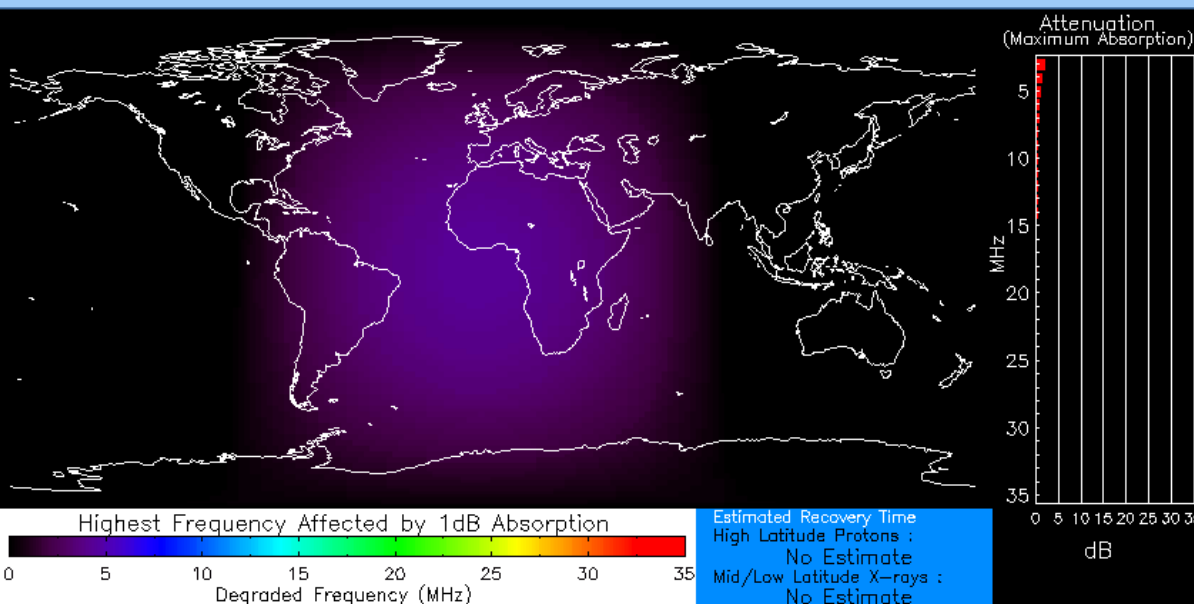 Attenuation
(Maximum Absorption)
5
10
15
20
25
30
35
MHz
0 5 10 15 20 25 30 3
dB
Highest Frequency Affected by 1dB Absorption
0 5 10 15 20 25 30 35
Degraded Frequency (MHz)
Estimated Recovery Time
High Latitude Protons :
No Estimate
Mid/Low Latitude X-rays :
No Estimate